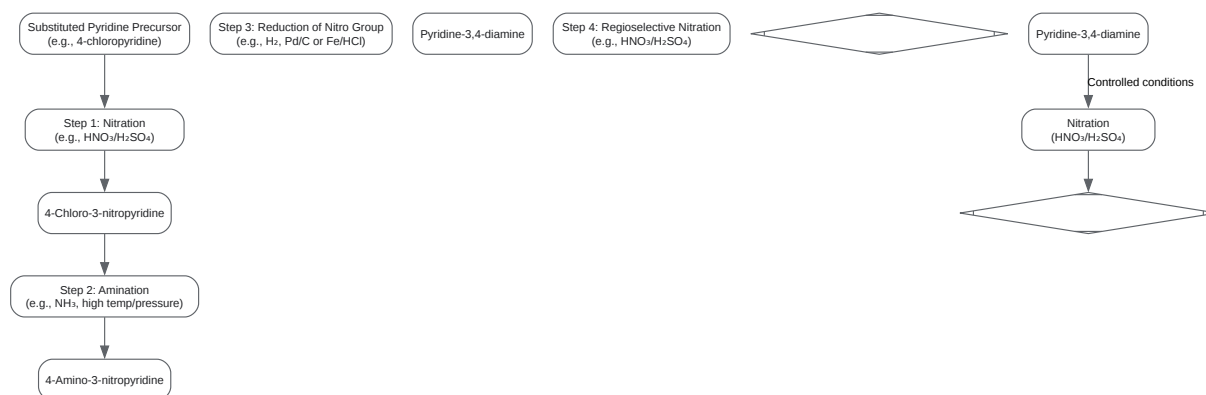 Substituted Pyridine Precursor
(e.g., 4-chloropyridine)
Step 3: Reduction of Nitro Group
(e.g., H₂, Pd/C or Fe/HCl)
Pyridine-3,4-diamine
Step 4: Regioselective Nitration
(e.g., HNO₃/H₂SO₄)
Pyridine-3,4-diamine
Controlled conditions
Step 1: Nitration
(e.g., HNO₃/H₂SO₄)
Nitration
(HNO₃/H₂SO₄)
4-Chloro-3-nitropyridine
Step 2: Amination
(e.g., NH₃, high temp/pressure)
4-Amino-3-nitropyridine